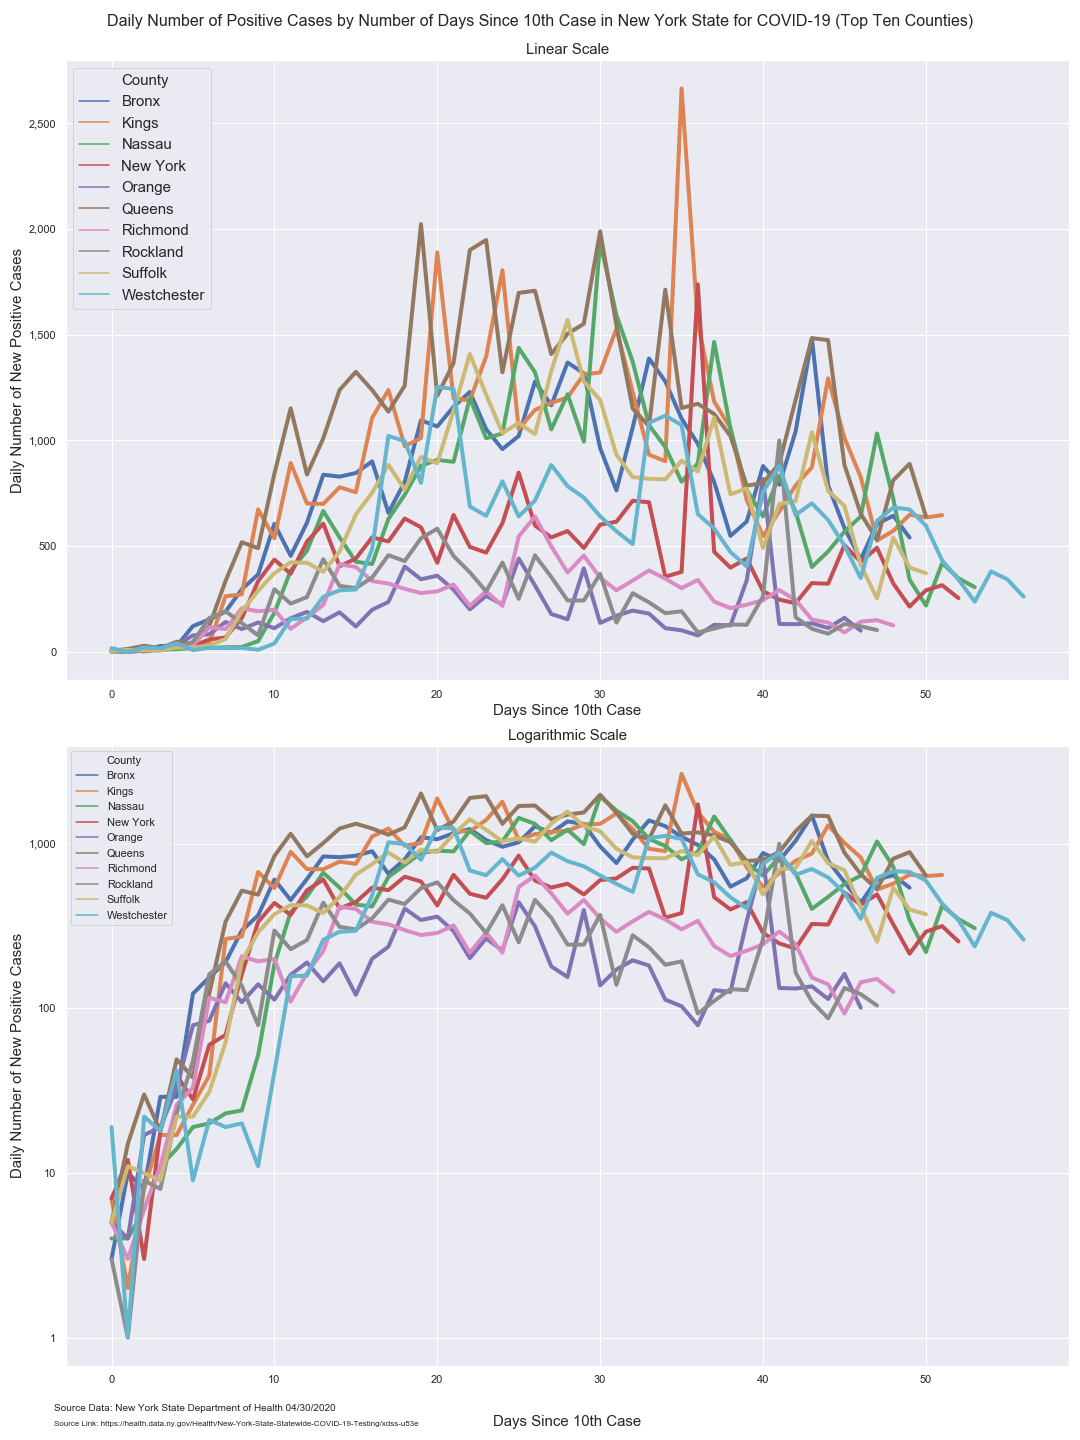 Daily Number of Positive Cases by Number of Days Since 10th Case in New York State for COVID-19 (Top Ten Counties)
Linear Scale
County
Bronx
Kings
Nassau
New York
Orange
Queens
Richmond
Rockland
Suffolk
Westchester
2,500
2,000
1,500
1,000
500
0
Daily Number of New Positive Cases
0 10 20 30 40 50
Days Since 10th Case
Logarithmic Scale
County
Bronx
Kings
Nassau
New York
Orange
Queens
Richmond
Rockland
Suffolk
Westchester
1,000
100
10
1
Daily Number of New Positive Cases
0 10 20 30 40 50
Source Data: New York State Department of Health 04/30/2020
Source Link: https://health.data.ny.gov/Health/New-York-State-Statewide-COVID-19-Testing/xdss-u53e
Days Since 10th Case